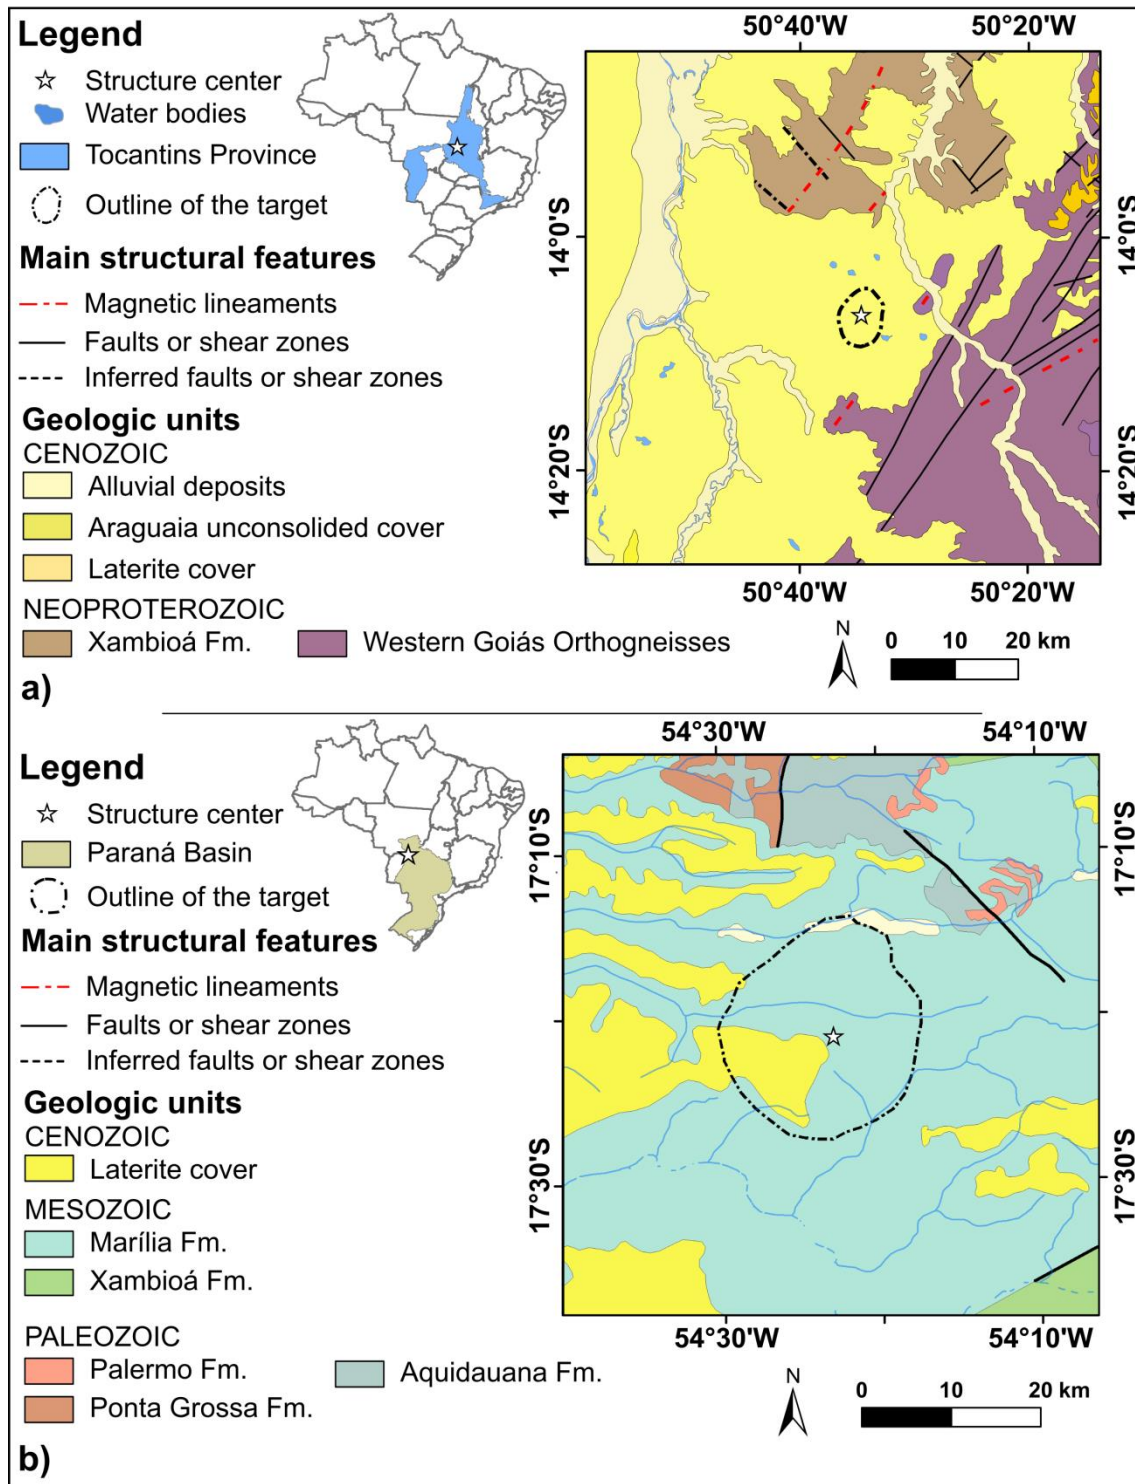 Legend
Structure center
Water bodies
Tocantins Province
Outline of the target
Main structural features
Magnetic lineaments
Faults or shear zones
Inferred faults or shear zones
Geologic units
CENOZOIC
Alluvial deposits
Araguaia unconsolided cover
Laterite cover
NEOPROTEROZOIC
Xambioá Fm.
Western Goiás Orthogneisses
a)
50°40'W
50°20'W
14°0'S
14°0'S
14°20'S
14°20'S
50°40'W
50°20'W
N
0 10 20 km
Legend
Structure center
Paraná Basin
Outline of the target
Main structural features
Magnetic lineaments
Faults or shear zones
Inferred faults or shear zones
Geologic units
CENOZOIC
Laterite cover
MESOZOIC
Marília Fm.
Xambioá Fm.
PALEOZOIC
Palermo Fm.
Aquidauana Fm.
Ponta Grossa Fm.
b)
54°30'W
54°10'W
17°10'S
17°10'S
17°30'S
17°30'S
54°30'W
54°10'W
N
0 10 20 km